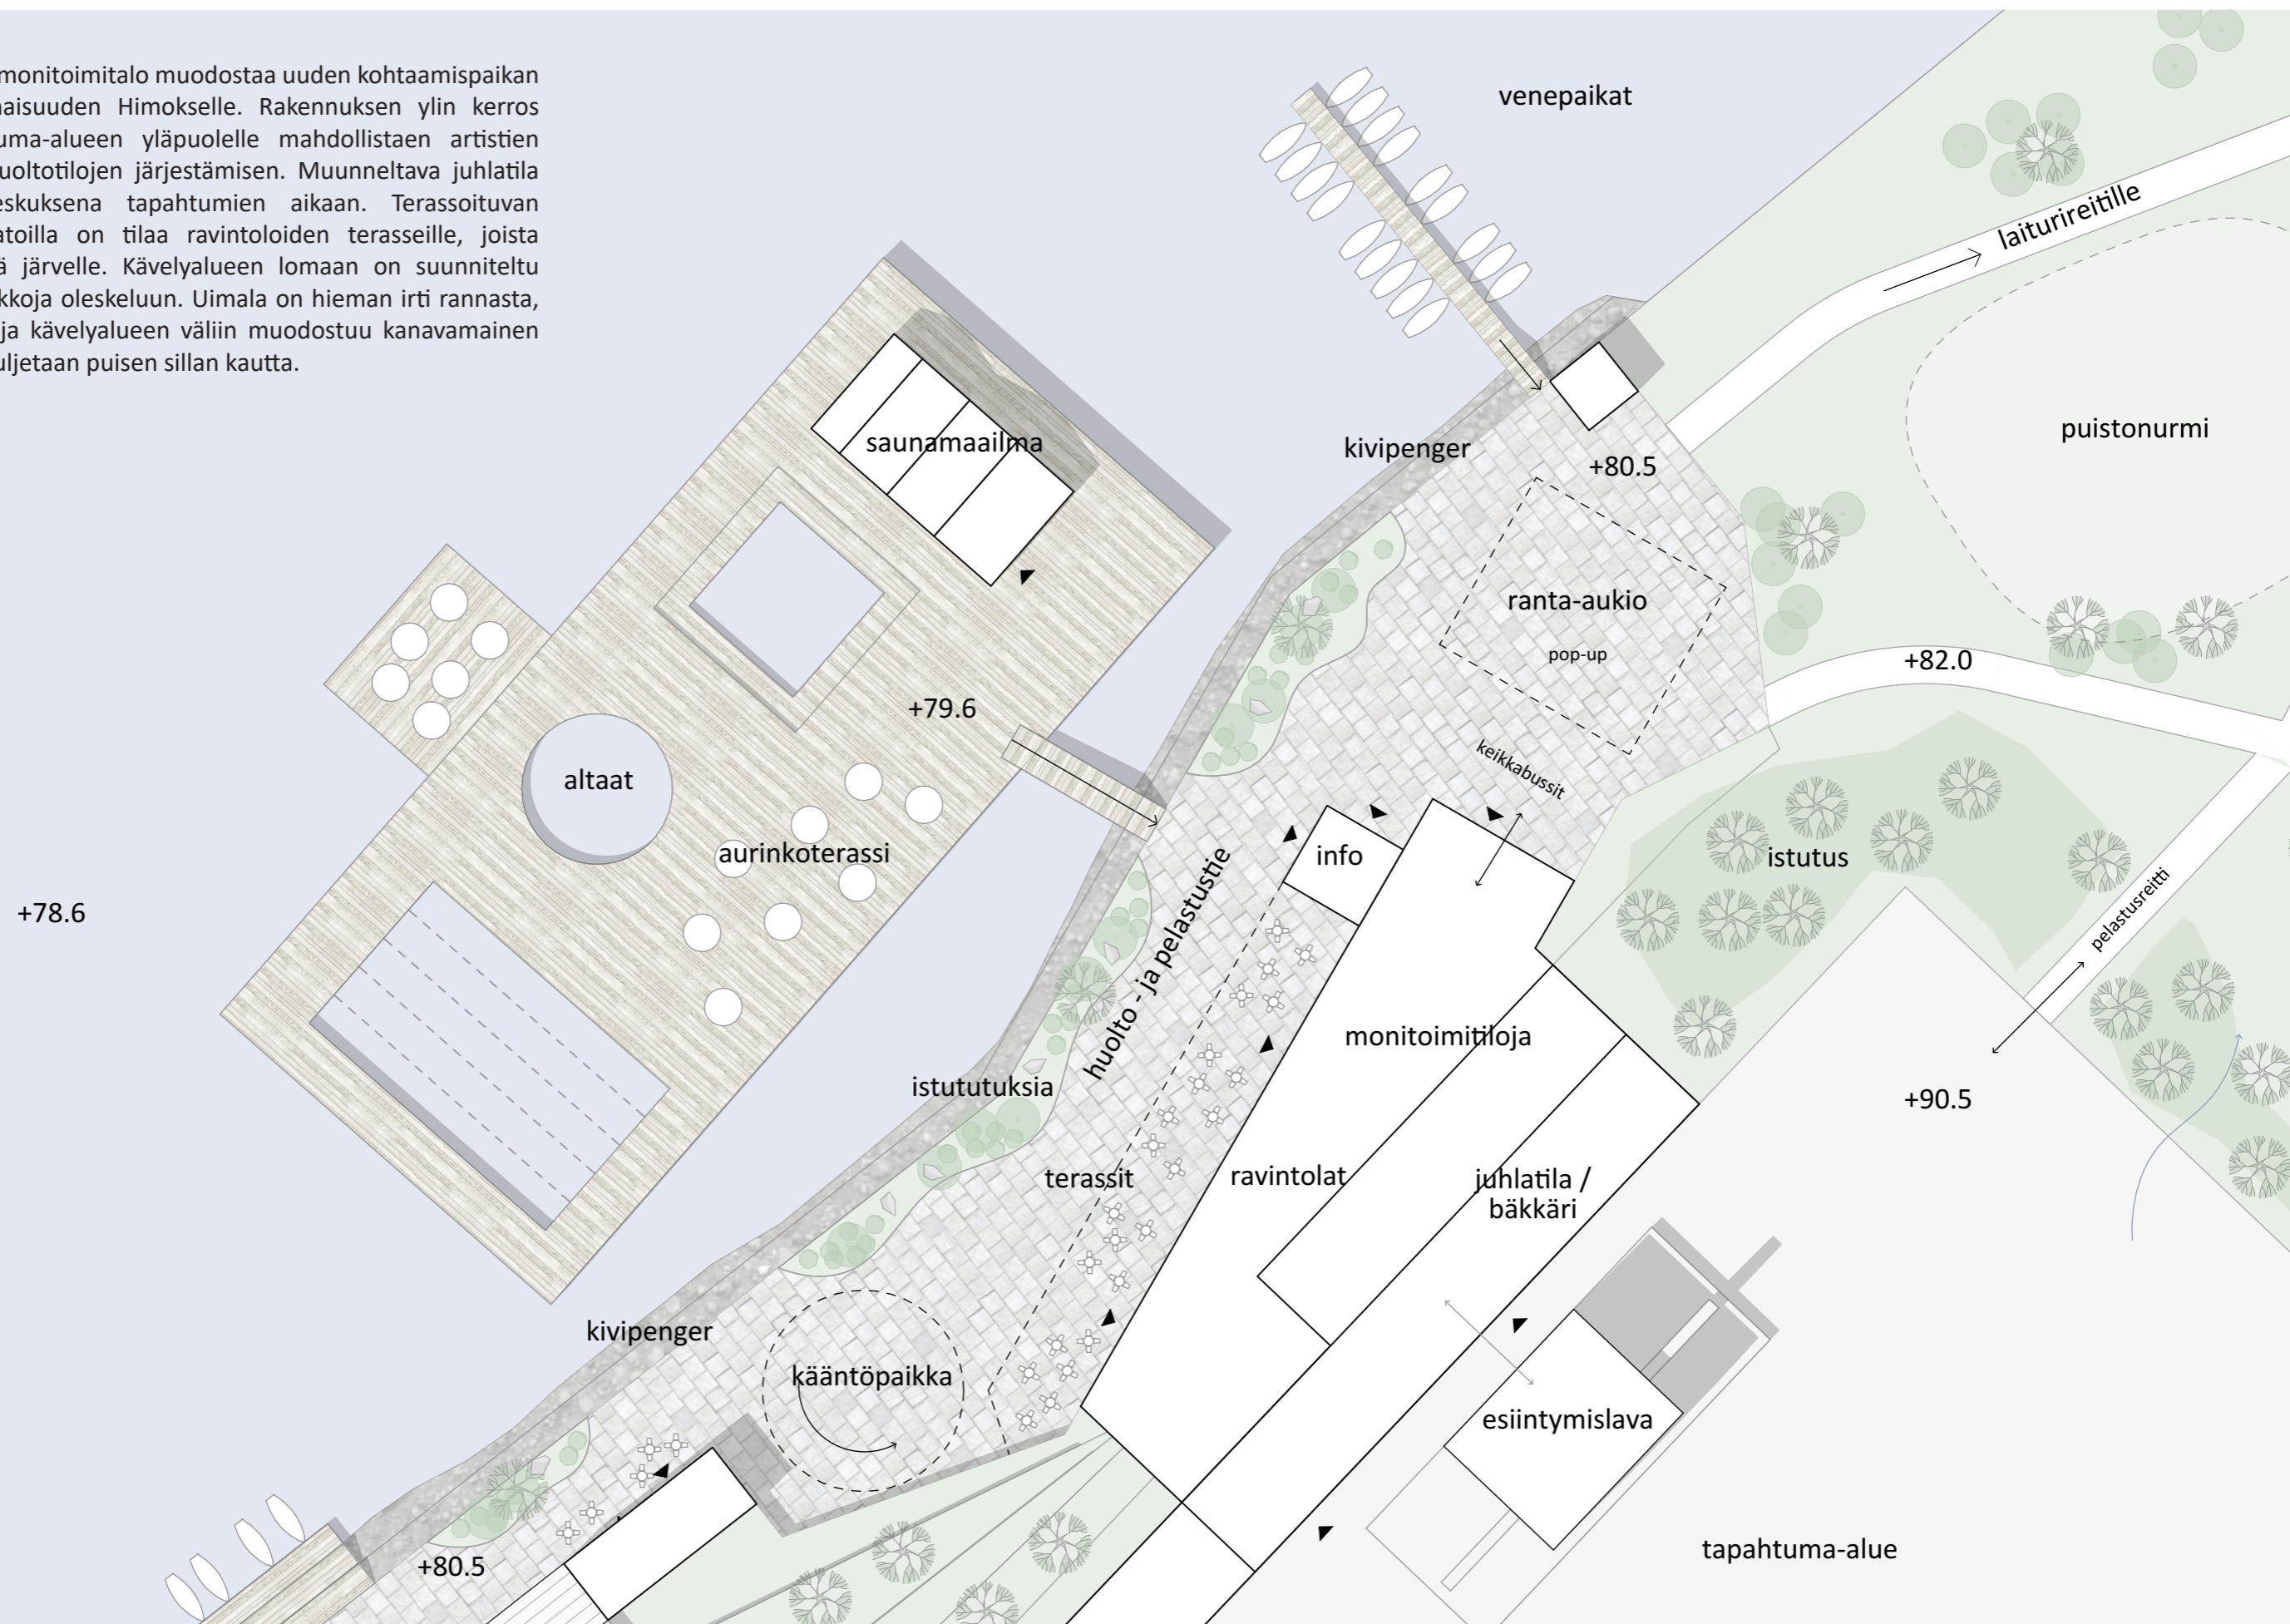 monitoimitalo muodostaa uuden kohtaamispaikan
naisuuden Himokselle. Rakennuksen ylin kerros
uma-alueen yläpuolelle mahdollistaen artistien
uoltotilojen järjestämisen. Muunneltava juhlatila
eskuksena tapahtumien aikaan. Terassoituvan
atoilla on tilaa ravintoloiden terasseille, joista
ä järvelle. Kävelyalueen lomaan on suunniteltu
kkoja oleskeluun. Uimala on hieman irti rannasta,
ja kävelyalueen väliin muodostuu kanavamainen
uljetaan puisen sillan kautta.
venepaikat
laiturireitille
puistonurmi
saunamaailma
kivipenger
+80.5
ranta-aukio
pop-up
+82.0
+79.6
keikkabussit
altaat
aurinkoterassi
info
istutus
+78.6
huolto - ja pelastustie
pelastusreitti
monitoimitiloja
istututuksia
+90.5
terassit
ravintolat
juhlatila /
bäkkäri
kivipenger
kääntöpaikka
esiintymislava
tapahtuma-alue
+80.5